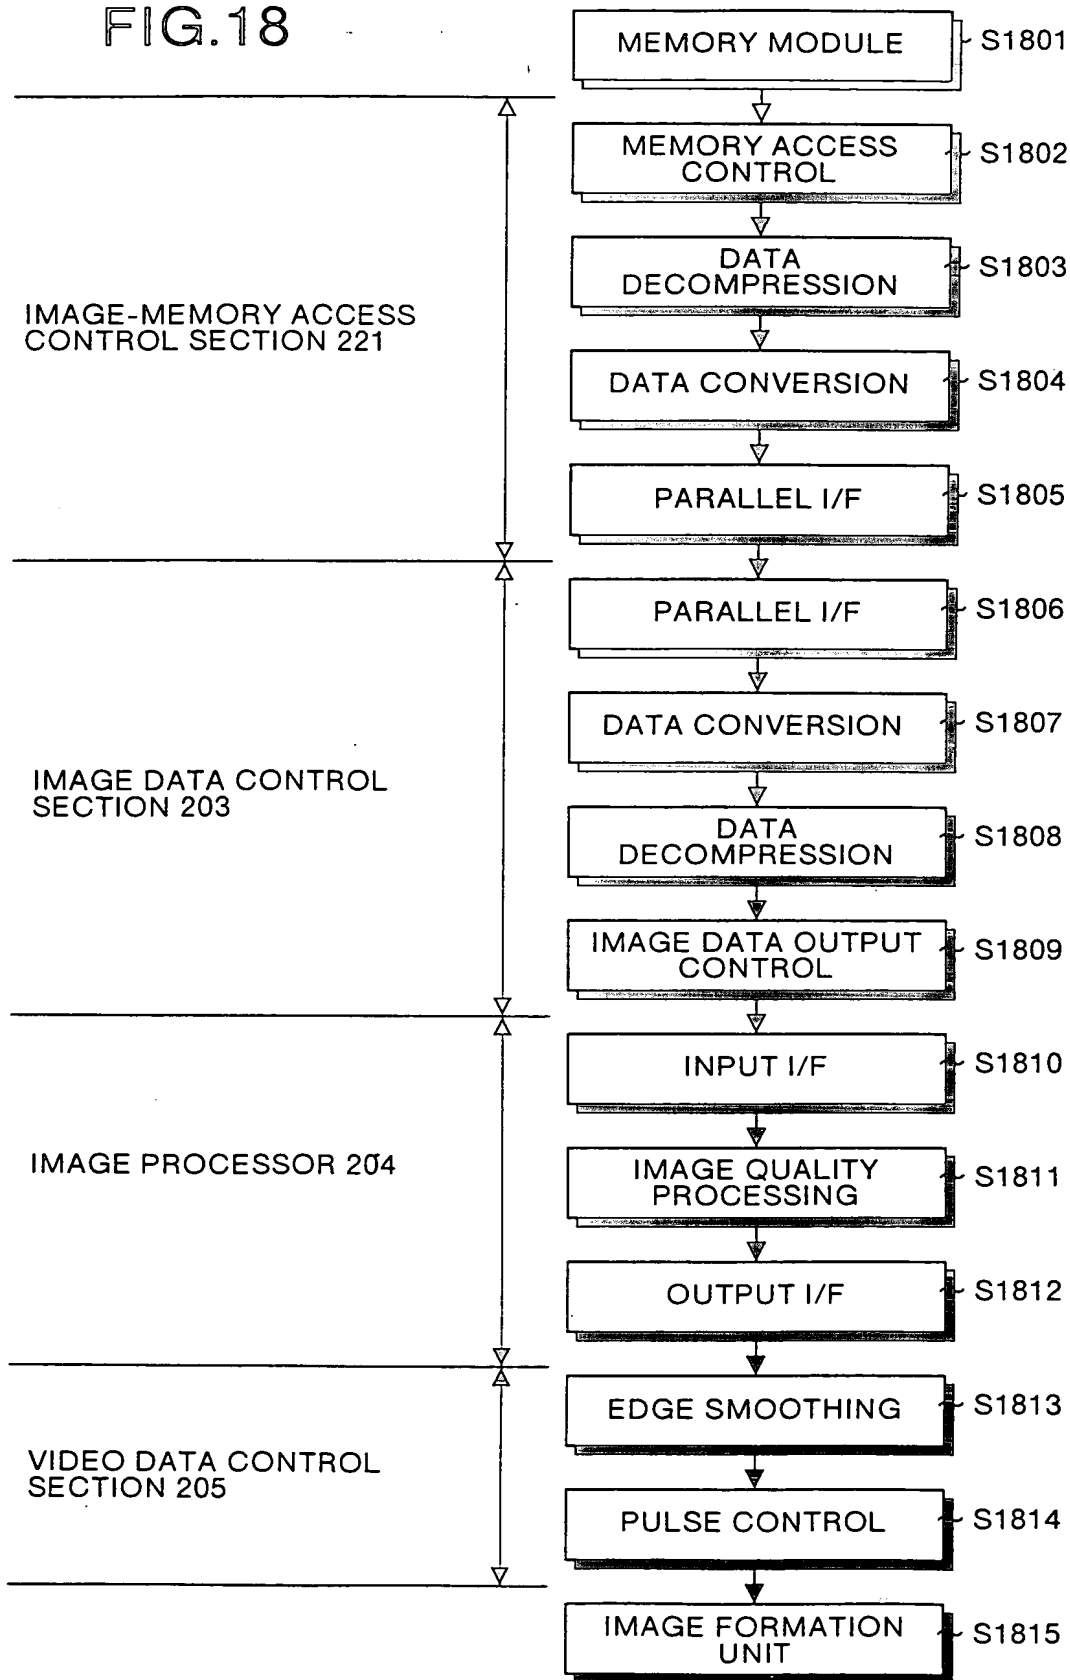 FIG.18
MEMORY MODULE
S1801
MEMORY ACCESS
CONTROL
S1802
DATA
DECOMPRESSION
S1803
IMAGE-MEMORY ACCESS
CONTROL SECTION 221
DATA CONVERSION
S1804
PARALLEL I/F
S1805
PARALLEL I/F
S1806
DATA CONVERSION
S1807
IMAGE DATA CONTROL
SECTION 203
DATA
DECOMPRESSION
S1808
IMAGE DATA OUTPUT
CONTROL
S1809
INPUT I/F
S1810
IMAGE PROCESSOR 204
IMAGE QUALITY
PROCESSING
S1811
OUTPUT I/F
S1812
EDGE SMOOTHING
S1813
VIDEO DATA CONTROL
SECTION 205
PULSE CONTROL
S1814
IMAGE FORMATION
UNIT
S1815